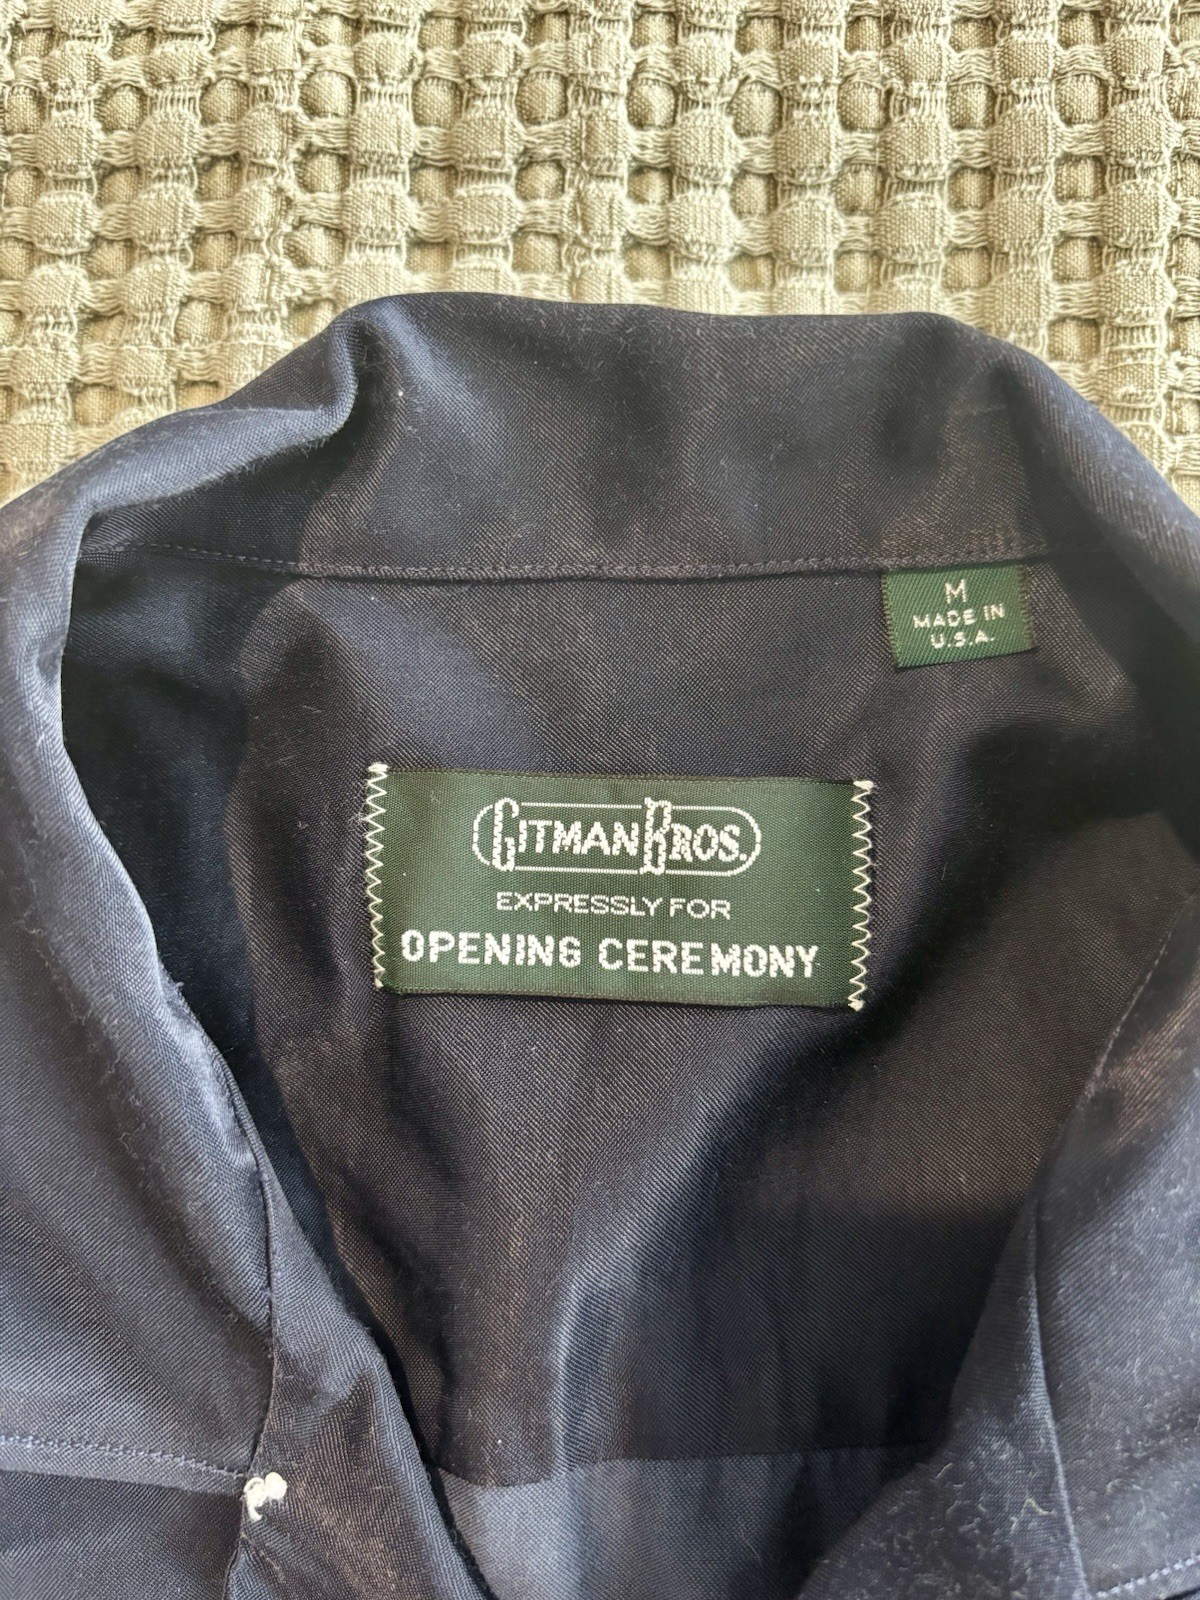 M
MADE IN
U.S.A.
GITMAN BROS.
EXPRESSLY FOR
OPENING CEREMONY